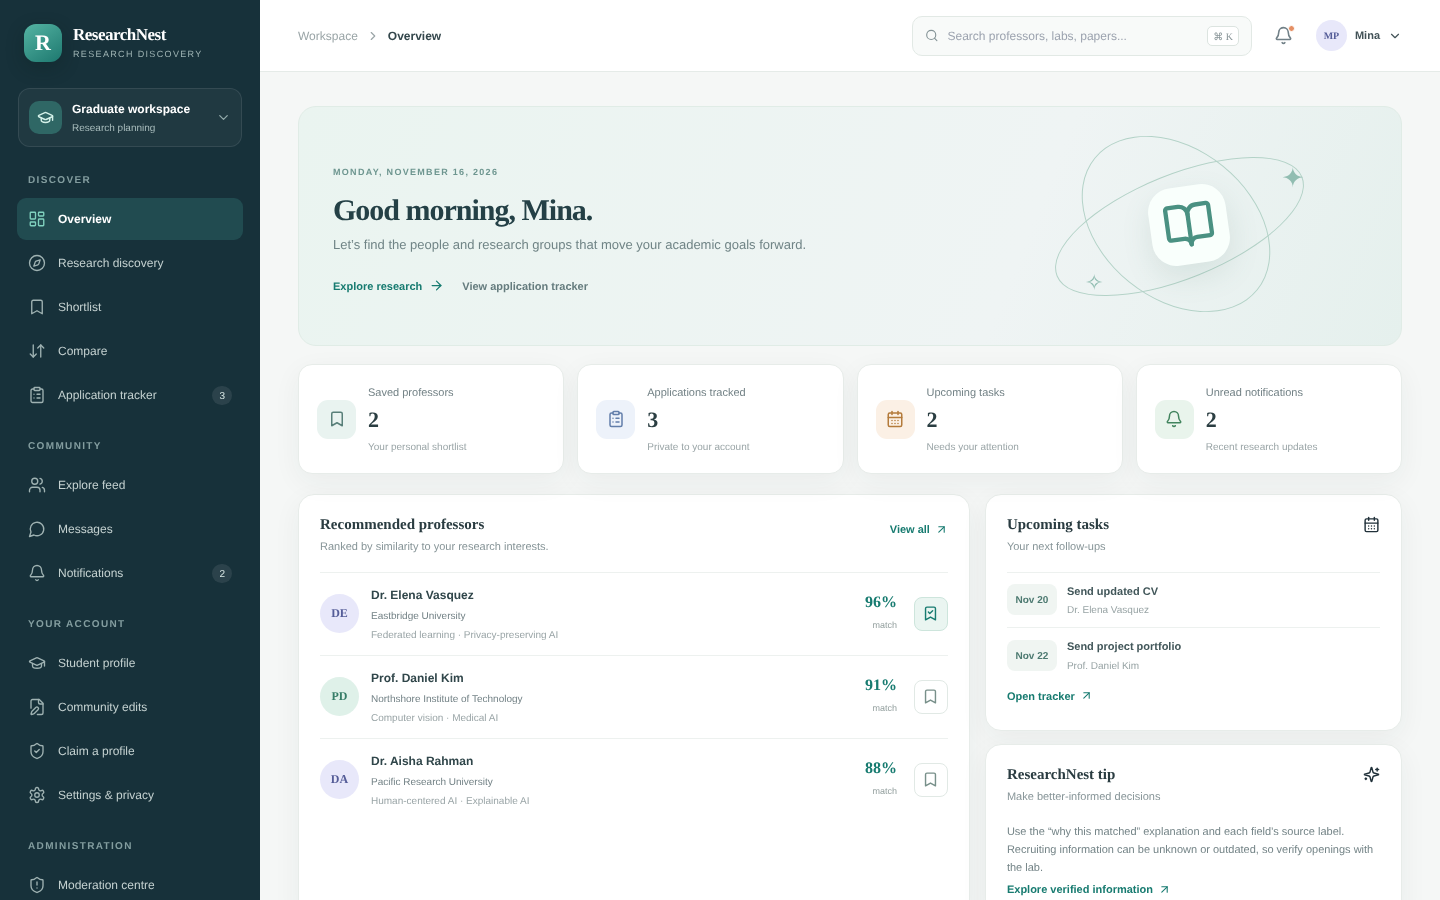 R
ResearchNest
RESEARCH DISCOVERY
Graduate workspace
Research planning
DISCOVER
Overview
Research discovery
Shortlist
Compare
Application tracker
3
COMMUNITY
Explore feed
Messages
Notifications
2
YOUR ACCOUNT
Student profile
Community edits
Claim a profile
Settings & privacy
ADMINISTRATION
Moderation centre
Workspace
Overview
Search professors, labs, papers...
⌘ K
MP
Mina
MONDAY, NOVEMBER 16, 2026
Good morning, Mina.
Let's find the people and research groups that move your academic goals forward.
Explore research
View application tracker
Saved professors
2
Your personal shortlist
Applications tracked
3
Private to your account
Upcoming tasks
2
Needs your attention
Unread notifications
2
Recent research updates
Recommended professors
Ranked by similarity to your research interests.
View all
DE
Dr. Elena Vasquez
Eastbridge University
Federated learning · Privacy-preserving AI
96%
match
PD
Prof. Daniel Kim
Northshore Institute of Technology
Computer vision · Medical AI
91%
match
DA
Dr. Aisha Rahman
Pacific Research University
Human-centered AI · Explainable AI
88%
match
Upcoming tasks
Your next follow-ups
Nov 20
Send updated CV
Dr. Elena Vasquez
Nov 22
Send project portfolio
Prof. Daniel Kim
Open tracker
ResearchNest tip
Make better-informed decisions
Use the “why this matched” explanation and each field's source label.
Recruiting information can be unknown or outdated, so verify openings with
the lab.
Explore verified information